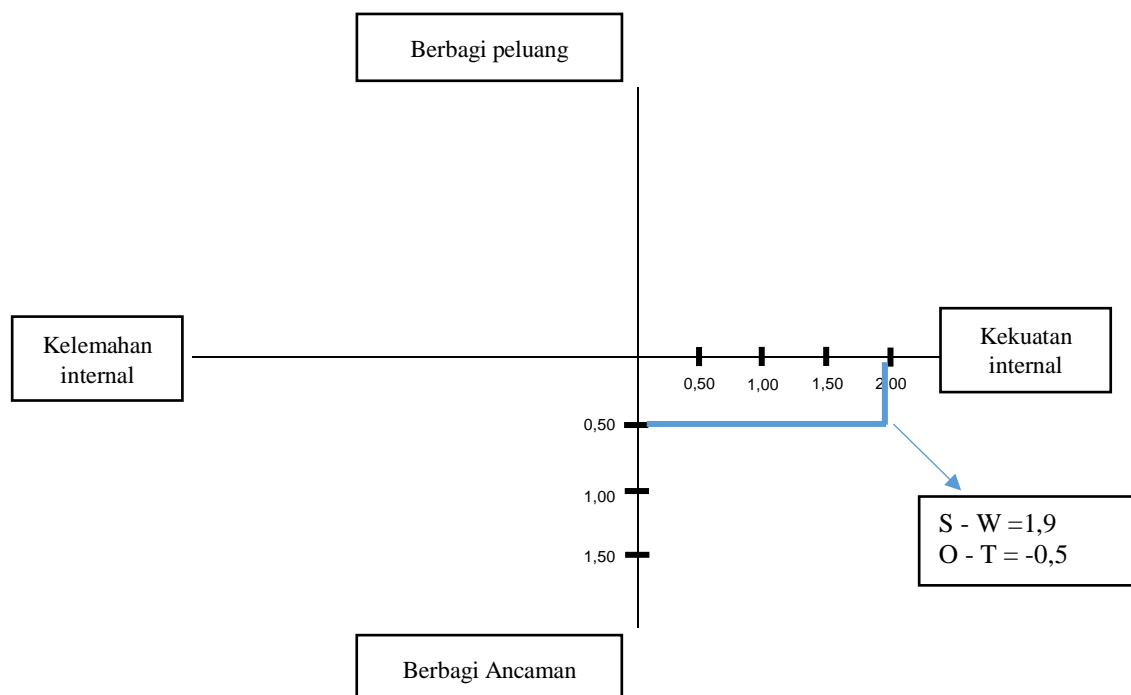 Berbagi peluang
Kelemahan
internal
Kekuatan
internal
0,50 1,00 1,50 2,00
0,50
1,00
1,50
S - W =1,9
O - T = -0,5
Berbagi Ancaman